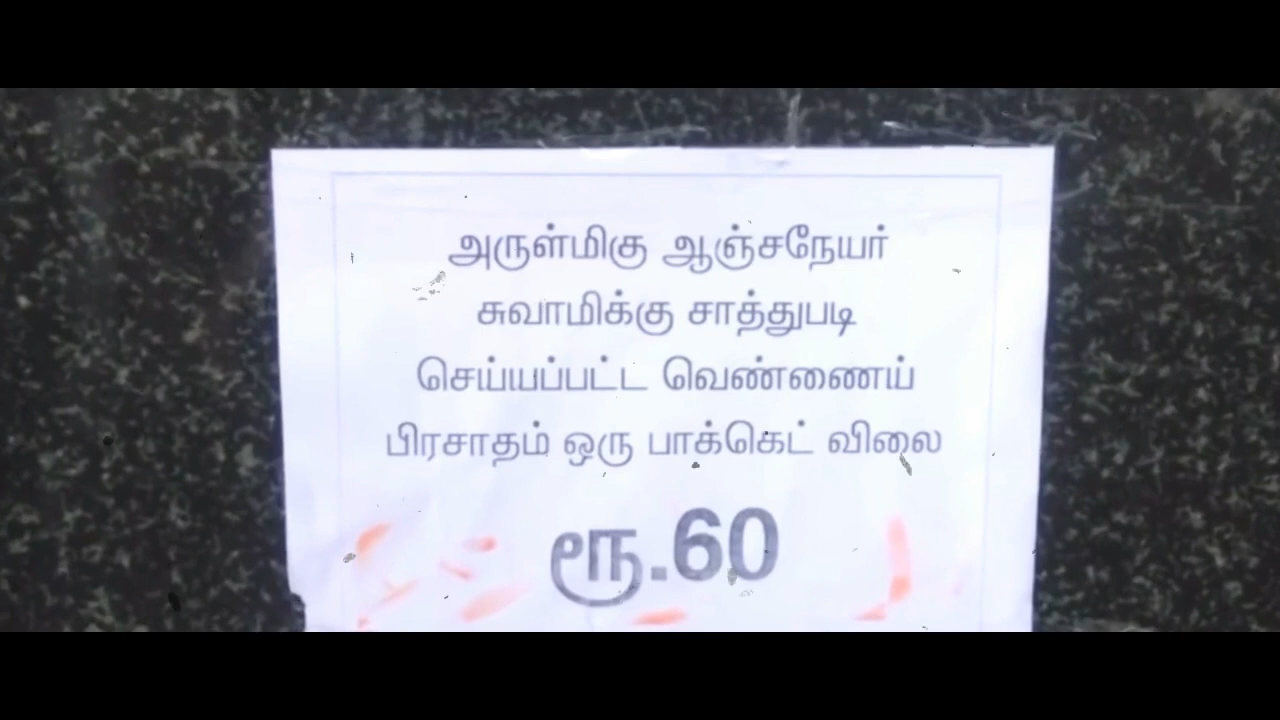 அருள்மிகு ஆஞ்சநேயர்
சுவாமிக்கு சாத்துபடி
செய்யப்பட்ட வெண்ணைய்
பிரசாதம் ஒரு பாக்கெட் விலை
ரூ.60